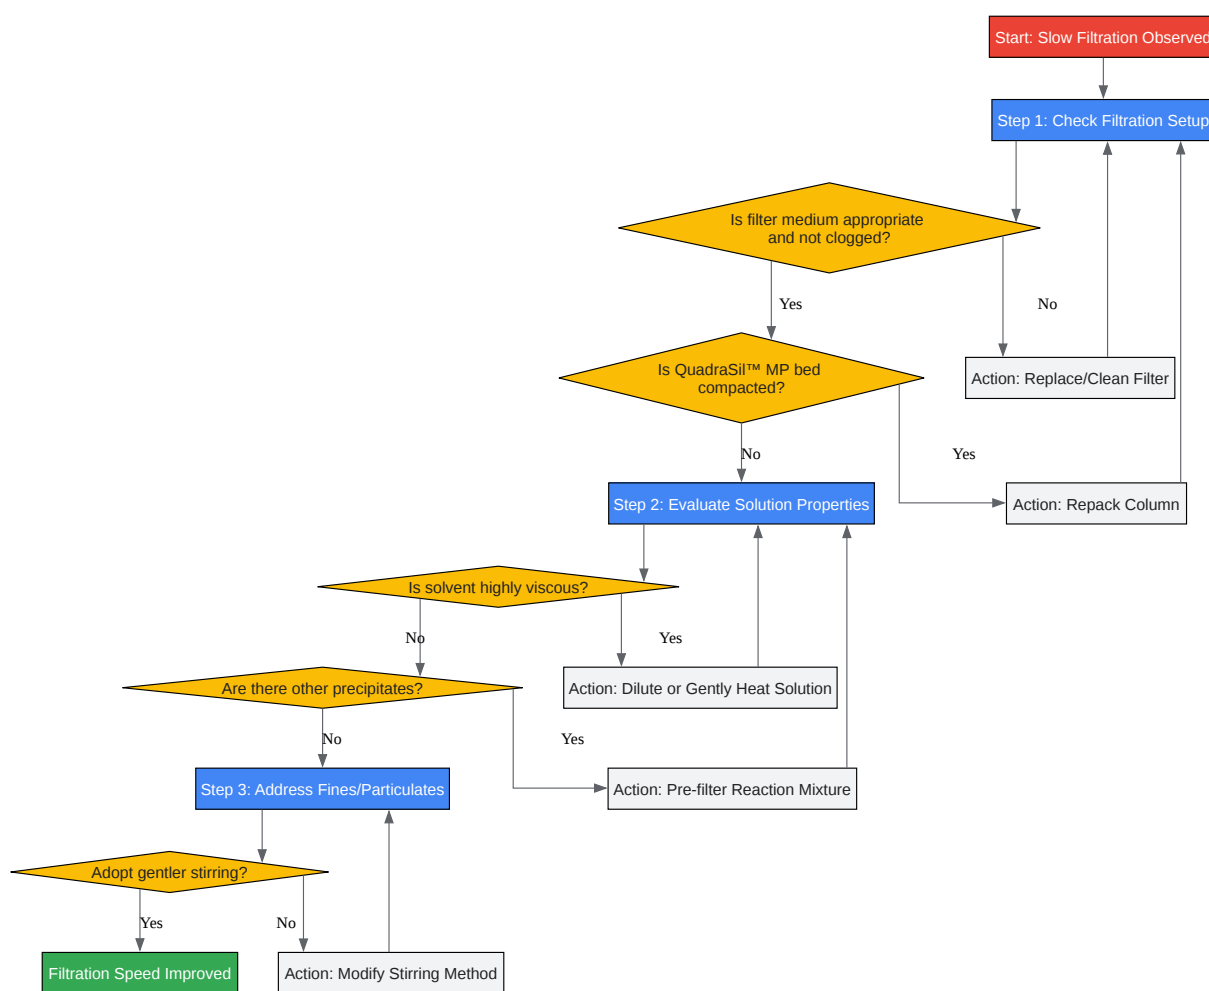 Start: Slow Filtration Observed
Step 1: Check Filtration Setup
Is filter medium appropriate
and not clogged?
Yes
No
Is QuadraSil™ MP bed
compacted?
Action: Replace/Clean Filter
No
Yes
Step 2: Evaluate Solution Properties
Action: Repack Column
Is solvent highly viscous?
No
Yes
Are there other precipitates?
Action: Dilute or Gently Heat Solution
No
Yes
Step 3: Address Fines/Particulates
Action: Pre-filter Reaction Mixture
Adopt gentler stirring?
Yes
No
Filtration Speed Improved
Action: Modify Stirring Method